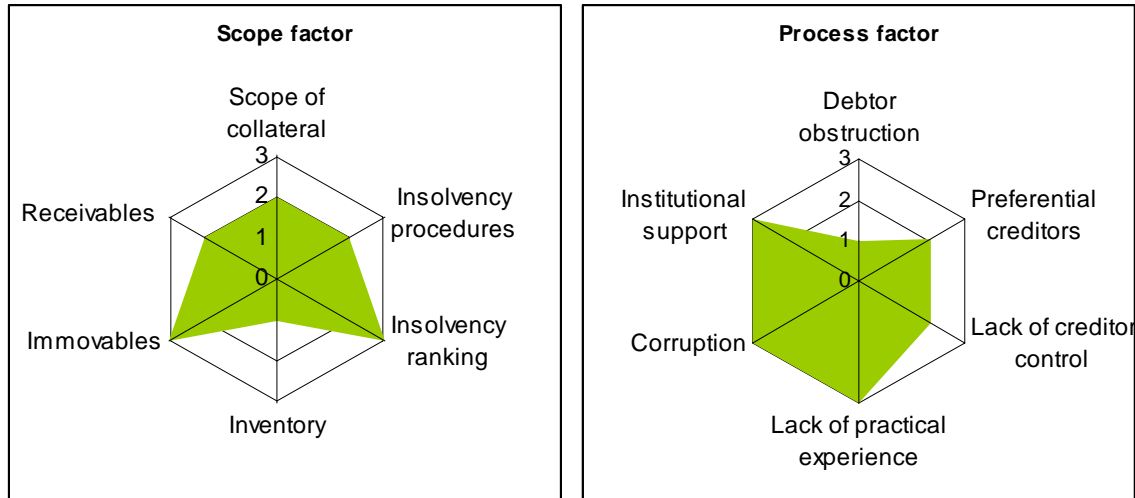 Scope factor
Scope of
collateral
3
2
1
0
Insolvency
procedures
Insolvency
ranking
Inventory
Immovables
Receivables
Process factor
Debtor
obstruction
3
2
1
0
Preferential
creditors
Lack of creditor
control
Lack of practical
experience
Corruption
Institutional
support